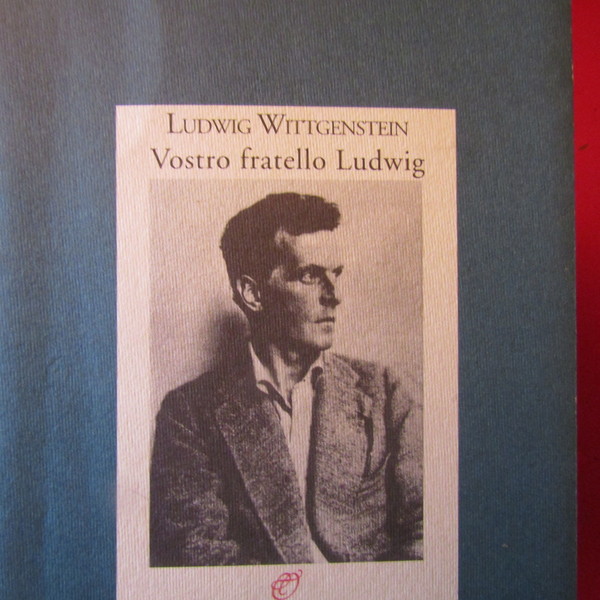 LUDWIG WITTGENSTEIN
Vostro fratello Ludwig